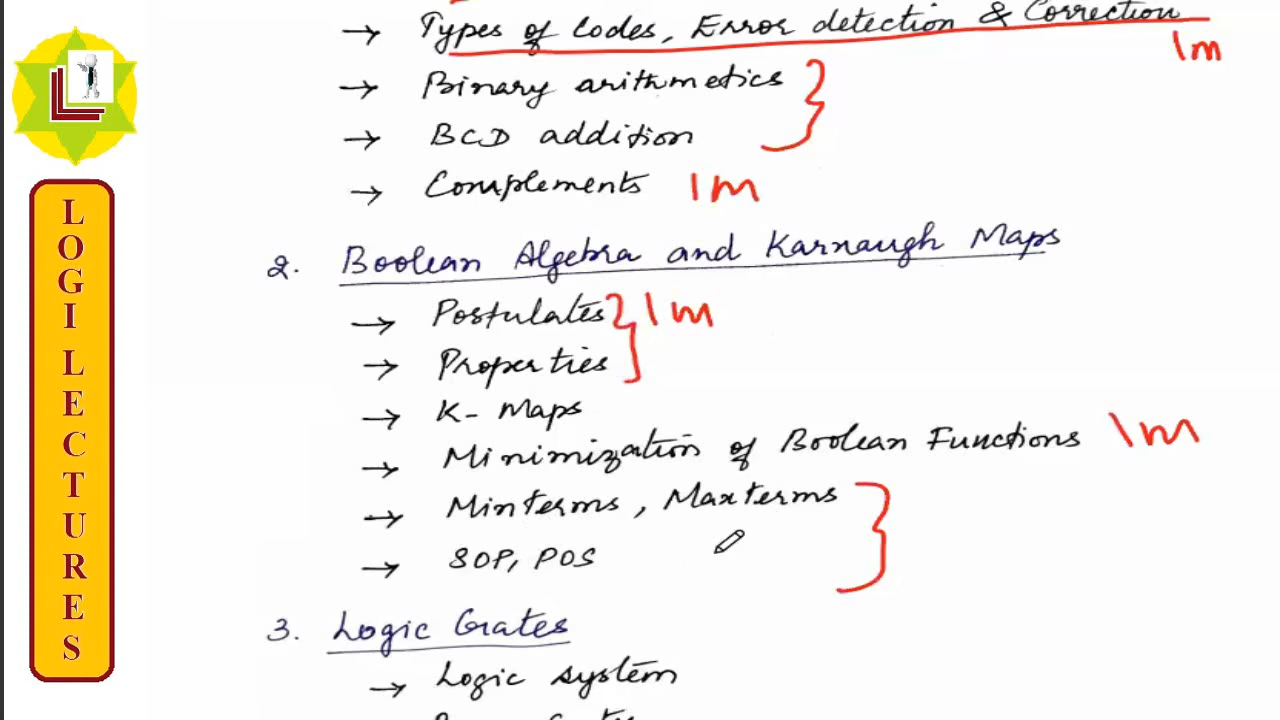 → Types of Codes, Error detection & Correction 1m
→ Binary arithmetics
→ BCD addition
→ Complements 1m
2. Boolean Algebra and Karnaugh Maps
→ Postulates 1m
→ Properties
→ K- Maps
→ Minimization of Boolean Functions 1m
→ Minterms, Maxterms
→ SOP, POS
3. Logic Gates
→ Logic system
LOGI LECTURES